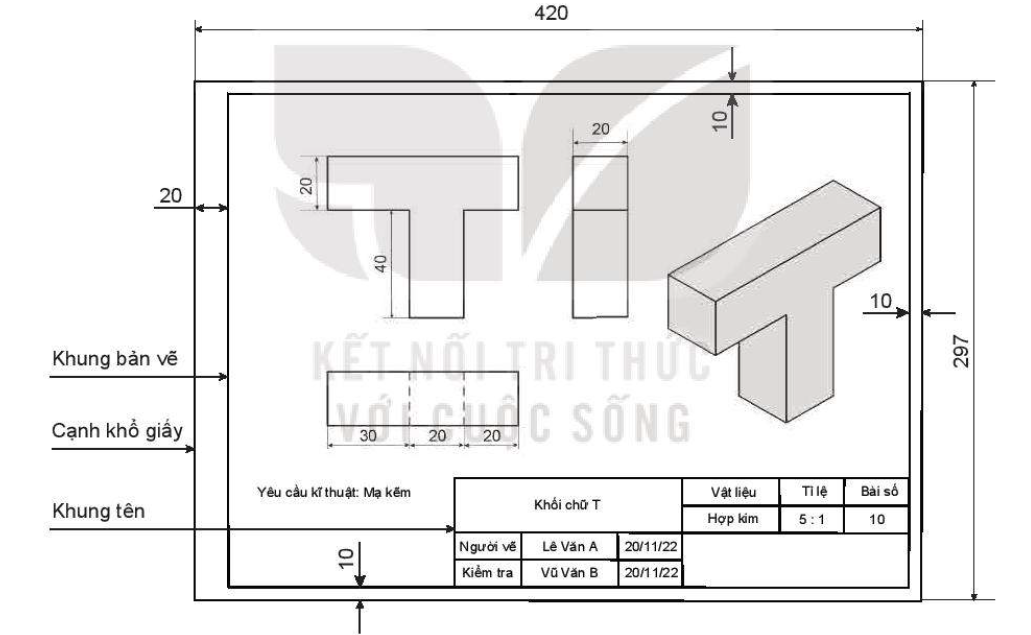 420
10
20
20
20
40
10
297
KẾT NỐI TRI THỨC
VỚI CUỘC SỐNG
Khung bản vẽ
Cạnh khổ giấy
Khung tên
30
20
20
Yêu cầu kĩ thuật: Mạ kẽm
Khối chữ T
Vật liệu
Tỉ lệ
Bài số
Hợp kim
5 : 1
10
Người vẽ
Lê Văn A
20/11/22
Kiểm tra
Vũ Văn B
20/11/22
10